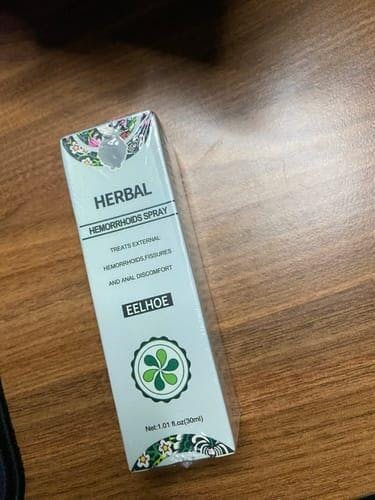 HERBAL
HEMORRHOIDS SPRAY
TREATS EXTERNAL
HEMORRHOIDS,FISSURES
AND ANAL DISCOMFORT
EELHOE
Net:1.01 fl.oz(30ml)